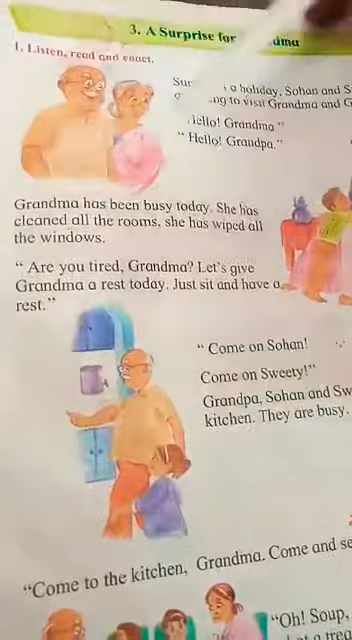 3. A Surprise for
1. Listen, read and enact.
a holiday, Sohan and S
to visit Grandma and G
Hello! Grandma"
" Hello! Grandpa."
Grandma has been busy today. She has
cleaned all the rooms, she has wiped all
the windows.
" Are you tired, Grandma? Let's give
Grandma a rest today. Just sit and have a
rest."
" Come on Sohan!
Come on Sweety!"
Grandpa, Sohan and Sw
kitchen. They are busy.
"Come to the kitchen, Grandma. Come and se
"Oh! Soup,